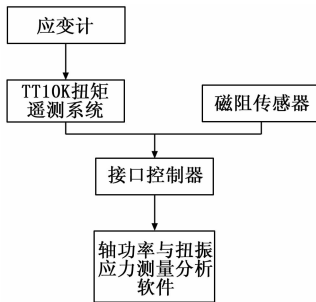 应变计
TT10K扭矩
遥测系统
磁阻传感器
接口控制器
轴功率与扭振
应力测量分析
软件